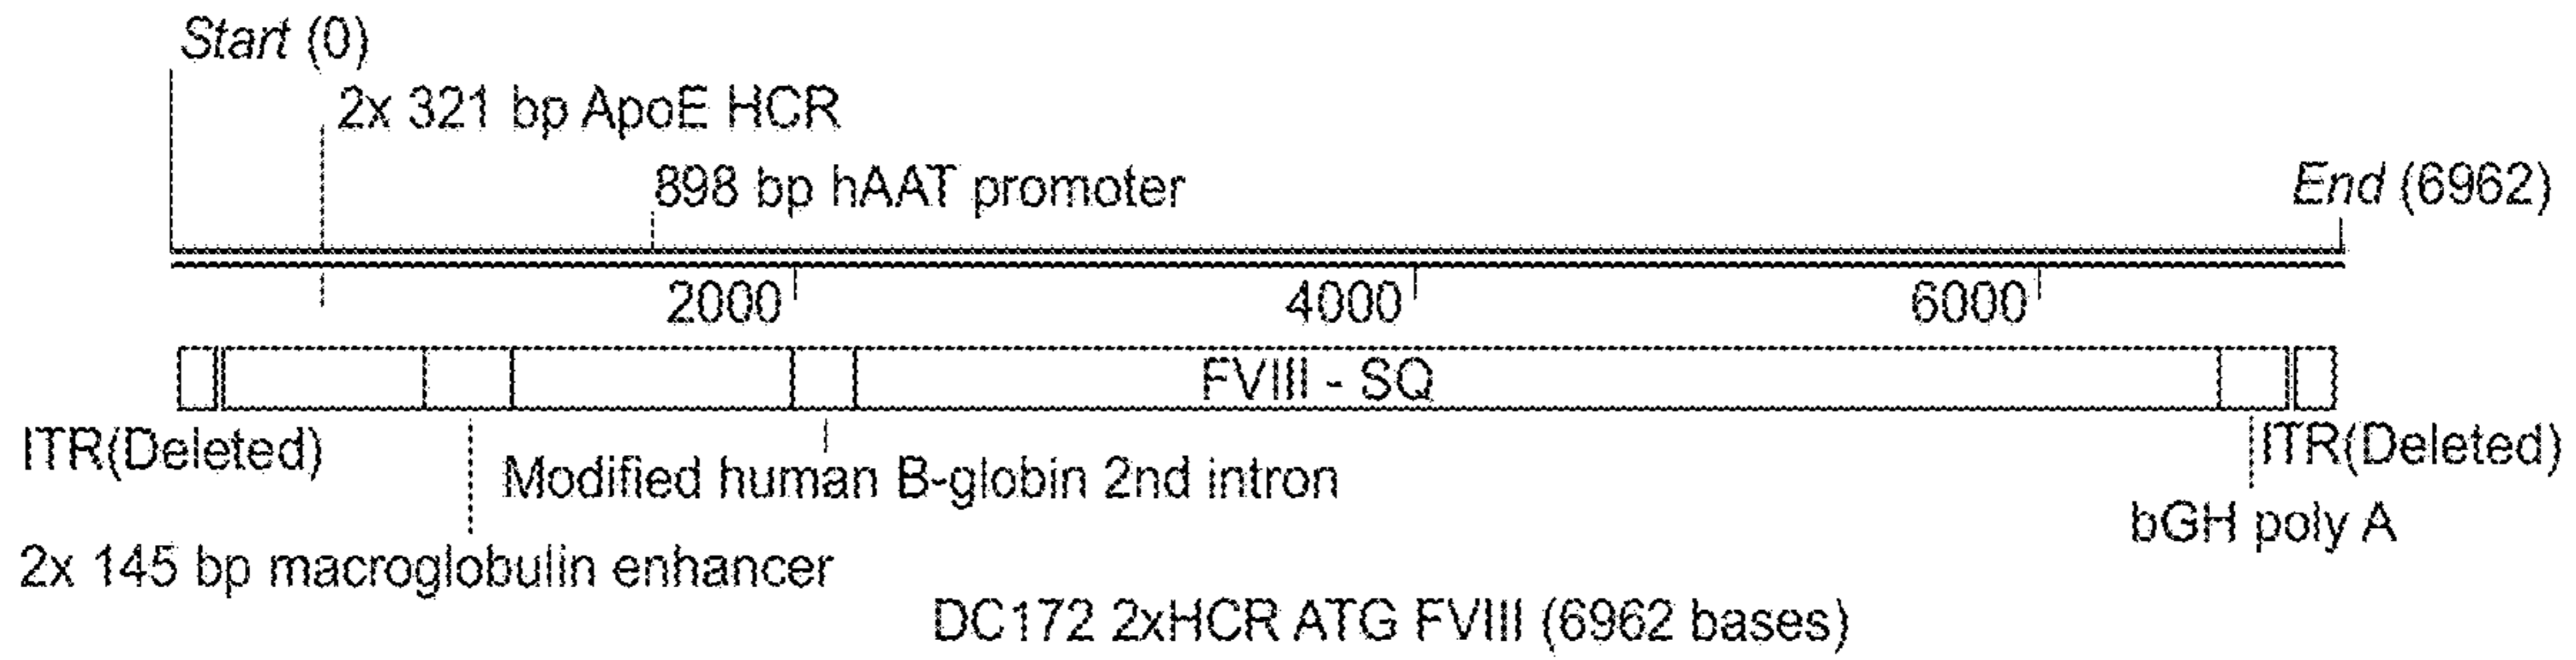 Start (0)
2x 321 bp ApoE HCR
898 bp hAAT promoter
End (6962)
2000
4000
6000
FVIII - SQ
ITR(Deleted)
Modified human B-globin 2nd intron
ITR(Deleted)
bGH poly A
2x 145 bp macroglobulin enhancer
DC172 2xHCR ATG FVIII (6962 bases)